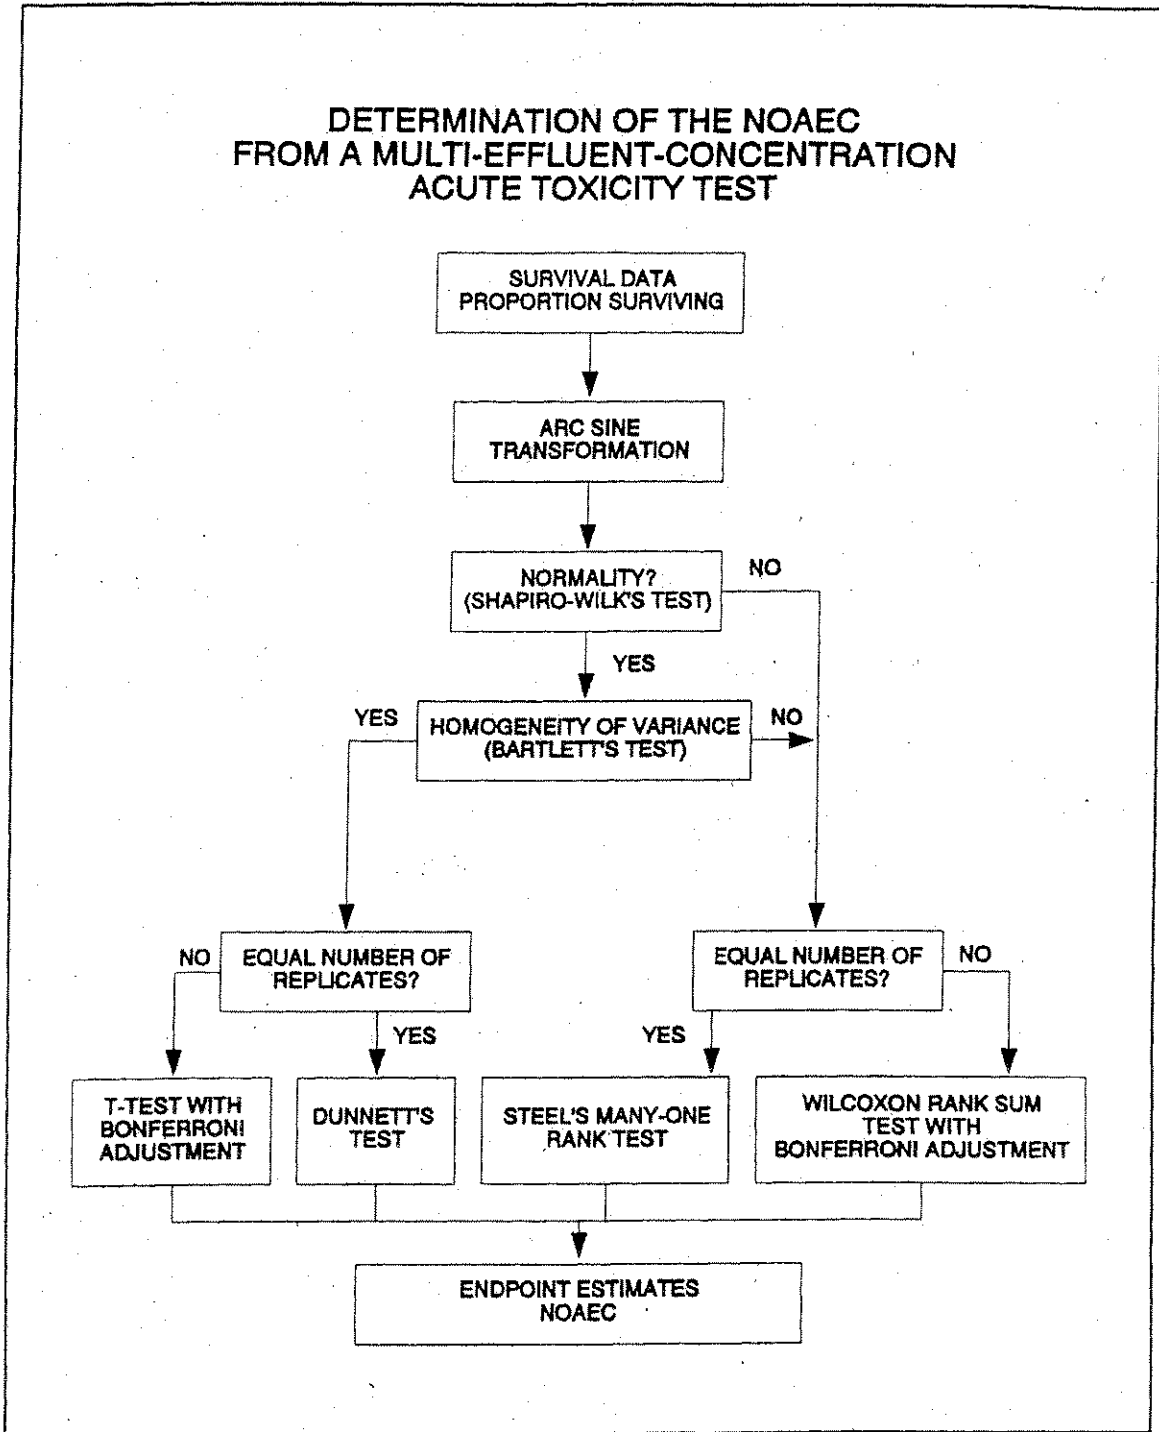 DETERMINATION OF THE NOAEC
FROM A MULTI-EFFLUENT-CONCENTRATION
ACUTE TOXICITY TEST
SURVIVAL DATA
PROPORTION SURVIVING
ARC SINE
TRANSFORMATION
NORMALITY?
(SHAPIRO-WILK'S TEST)
NO
YES
YES
HOMOGENEITY OF VARIANCE
(BARTLETT'S TEST)
NO
NO
EQUAL NUMBER OF
REPLICATES?
YES
EQUAL NUMBER OF
REPLICATES?
NO
YES
T-TEST WITH
BONFERRONI
ADJUSTMENT
DUNNETT'S
TEST
STEEL'S MANY-ONE
RANK TEST
WILCOXON RANK SUM
TEST WITH
BONFERRONI ADJUSTMENT
ENDPOINT ESTIMATES
NOAEC